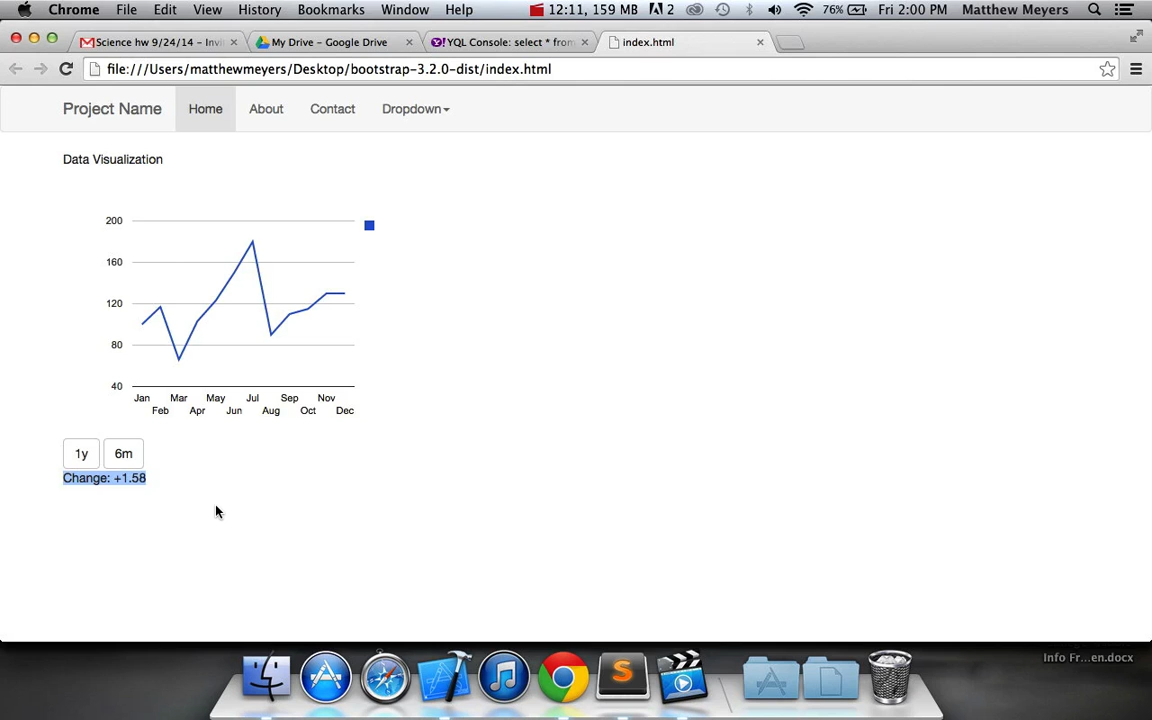 Chrome File Edit View History Bookmarks Window Help 12:11, 159 MB 2 76% Fri 2:00 PM Matthew Meyers
Science hw 9/24/14 – Invi My Drive – Google Drive YQL Console: select * from index.html
file:///Users/matthewmeyers/Desktop/bootstrap-3.2.0-dist/index.html
Project Name Home About Contact Dropdown
Data Visualization
200
160
120
80
40
Jan Mar May Jul Sep Nov
Feb Apr Jun Aug Oct Dec
1y 6m
Change: +1.58
Info Fr...en.docx